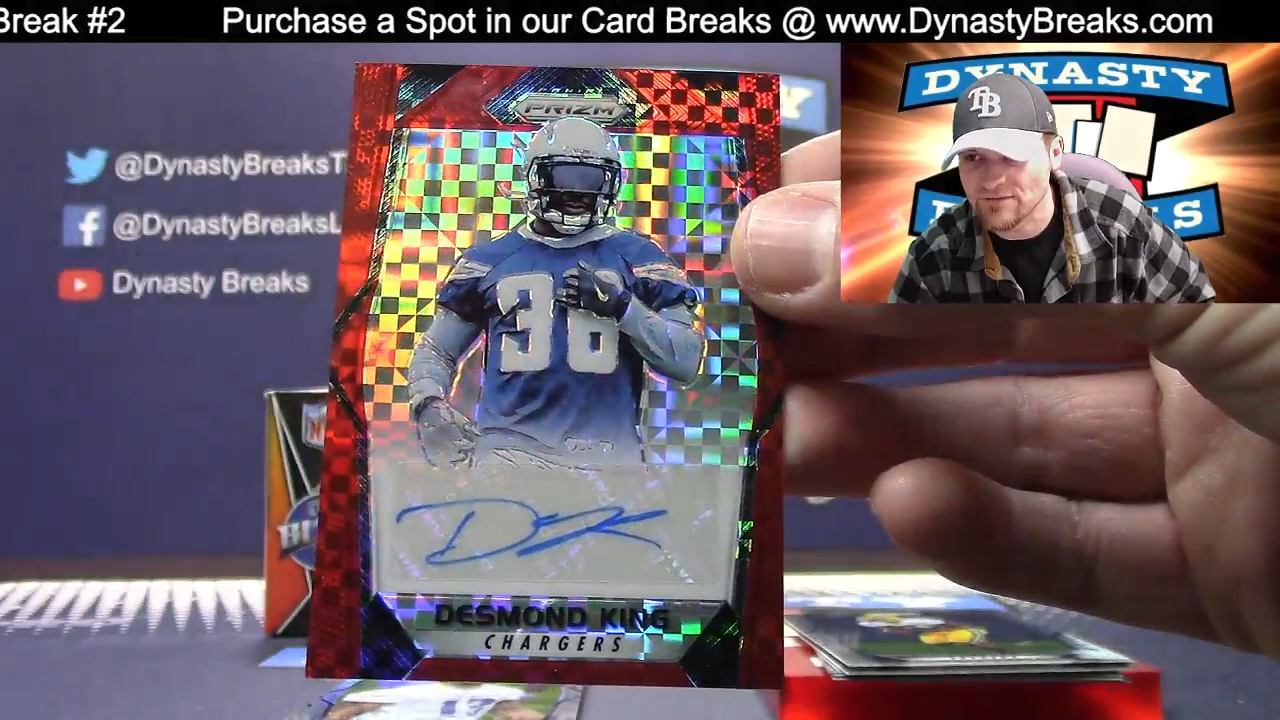 Break #2 Purchase a Spot in our Card Breaks @ www.DynastyBreaks.com
@DynastyBreaksT
@DynastyBreaksL
Dynasty Breaks
PRIZM
36
DESMOND KING
CHARGERS
DYNASTY
TB